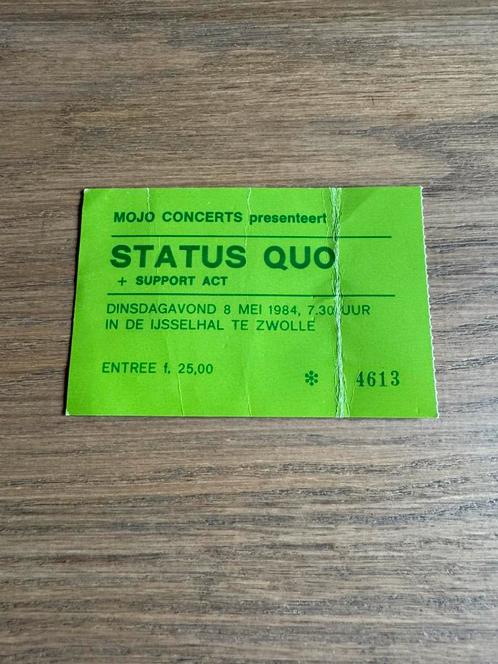 MOJO CONCERTS presenteert
STATUS QUO
+ SUPPORT ACT
DINSDAGAVOND 8 MEI 1984, 7.30 UUR
IN DE IJSSELHAL TE ZWOLLE
ENTREE f. 25,00
* 4613